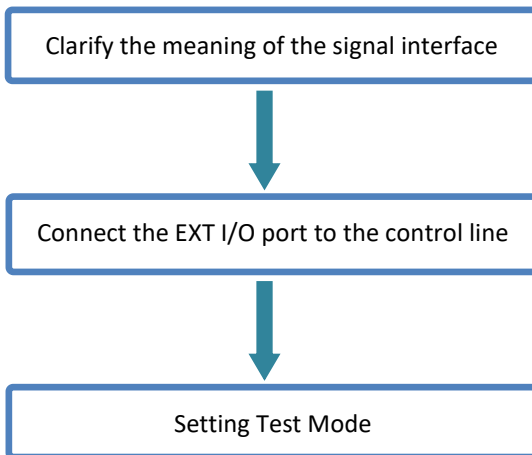 Clarify the meaning of the signal interface
Connect the EXT I/O port to the control line
Setting Test Mode